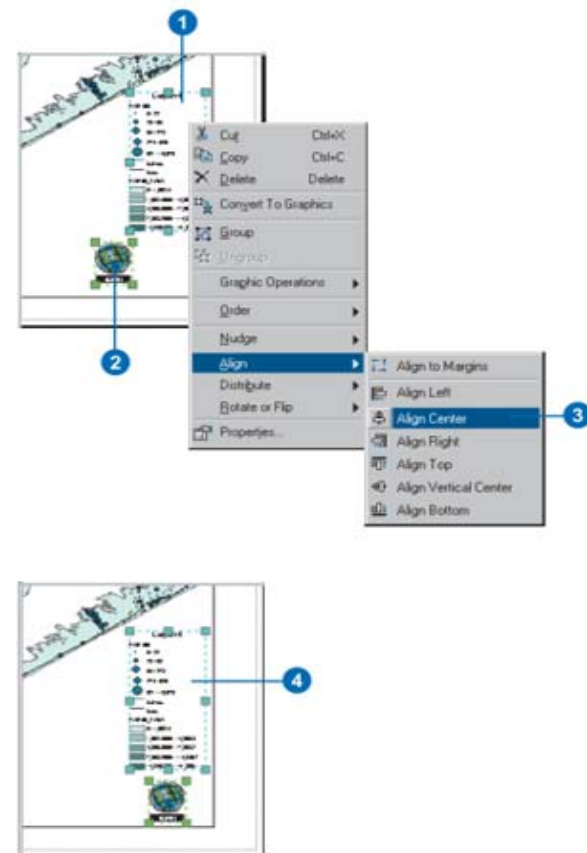 1
Legend
Cut Ctrl+X
Copy Ctrl+C
Delete Delete
Convert To Graphics
Group
Ungroup
Graphic Operations
Order
Nudge
Align
Distribute
Rotate or Flip
Properties...
Align to Margins
Align Left
Align Center
Align Right
Align Top
Align Vertical Center
Align Bottom
2
3
Legend
4